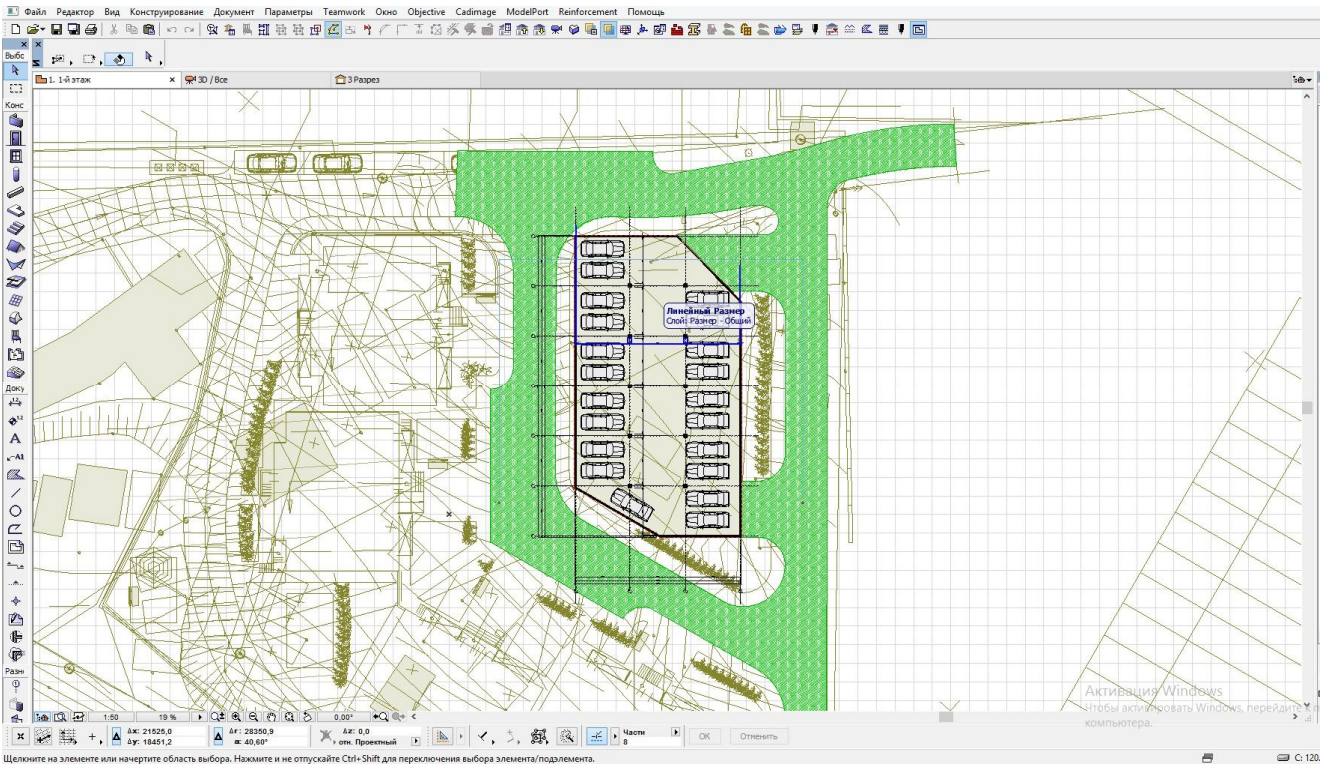 Файл Редактор Вид Конструирование Документ Параметры Teamwork Окно Objective Cadimage ModelPort Reinforcement Помощь
Выбс
1. 1-й этаж
3D / Все
3 Разрез
Конс
Линейный Размер
Слой: Размер - Общий
Доку
Разн
Активация Windows
Чтобы активировать Windows, перейдите к п
компьютера.
1:50 19 % 0,00°
Δx: 21525,0
Δy: 18451,2
Δr: 28350,9
α: 40,60°
Δz: 0,0
отн. Проектный
Части
8
ОК Отменить
Щелкните на элементе или начертите область выбора. Нажмите и не отпускайте Ctrl+Shift для переключения выбора элемента/подэлемента.
C: 120.